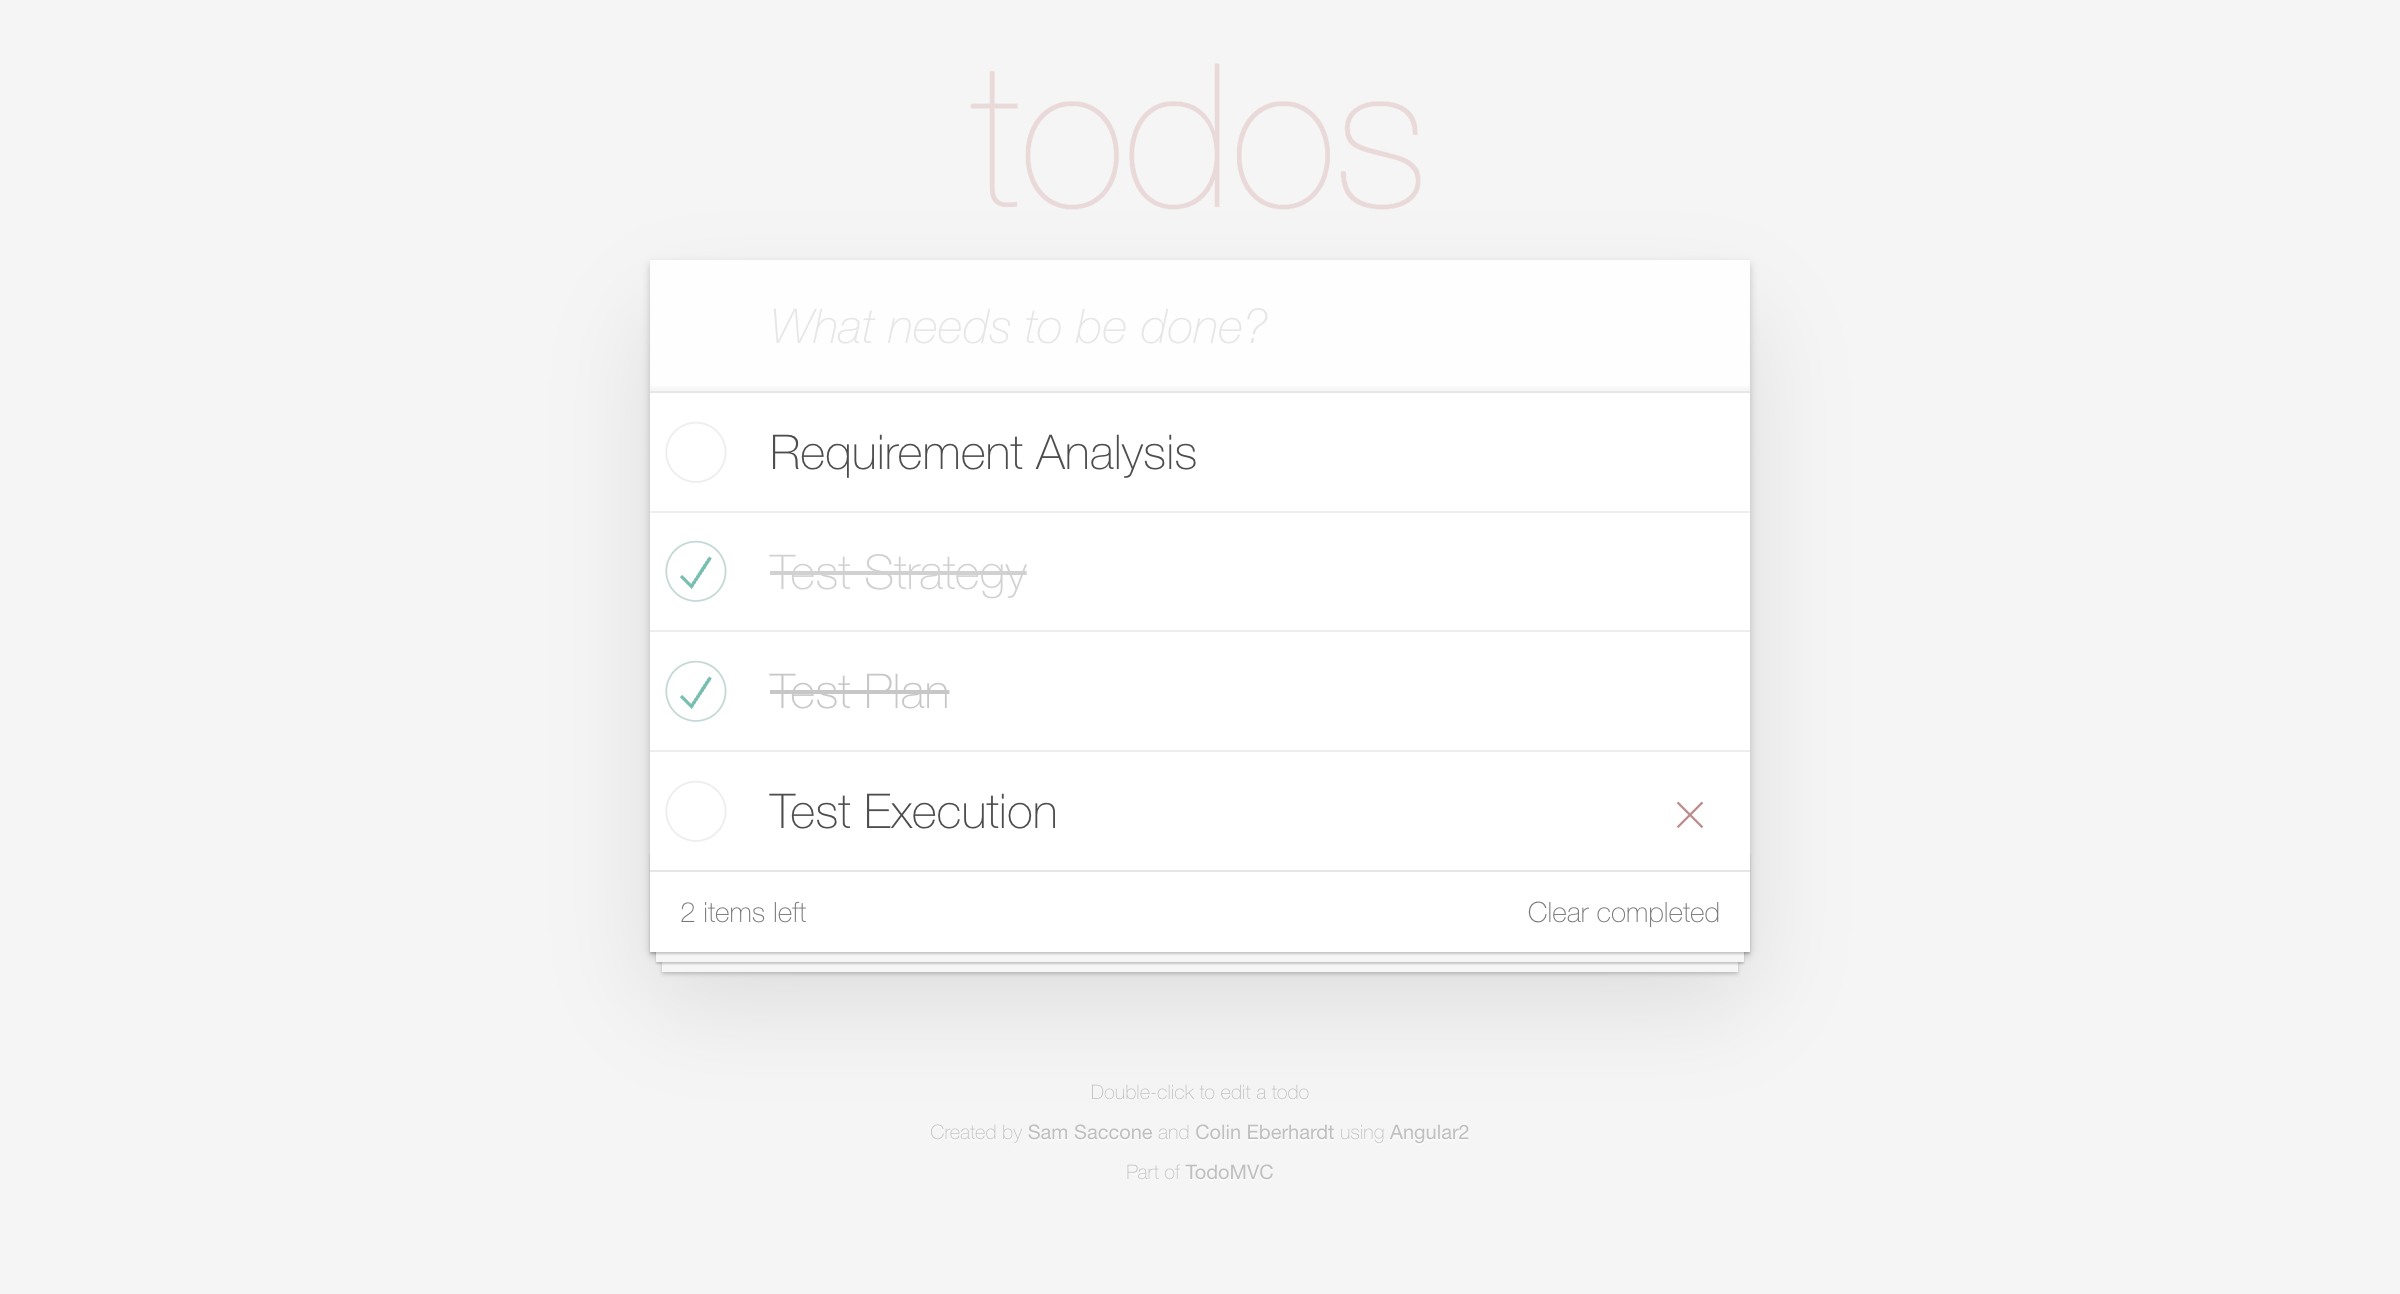 todos
What needs to be done?
Requirement Analysis
Test Strategy
Test Plan
Test Execution
2 items left
Clear completed
Double-click to edit a todo
Created by Sam Saccone and Colin Eberhardt using Angular2
Part of TodoMVC